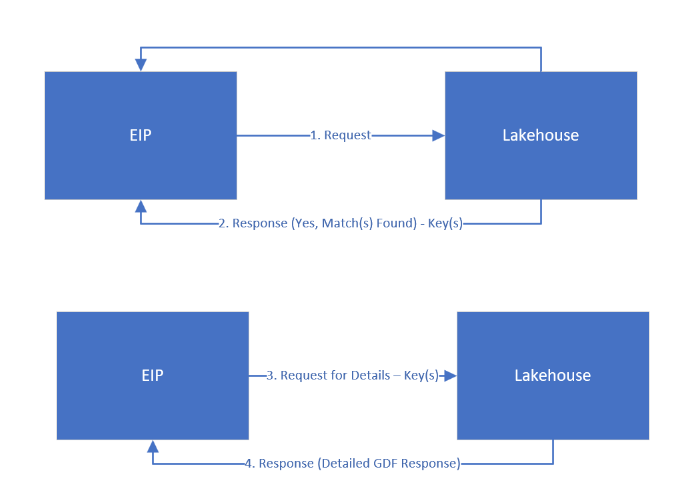 EIP
1. Request
Lakehouse
2. Response (Yes, Match(s) Found) - Key(s)
EIP
3. Request for Details – Key(s)
Lakehouse
4. Response (Detailed GDF Response)